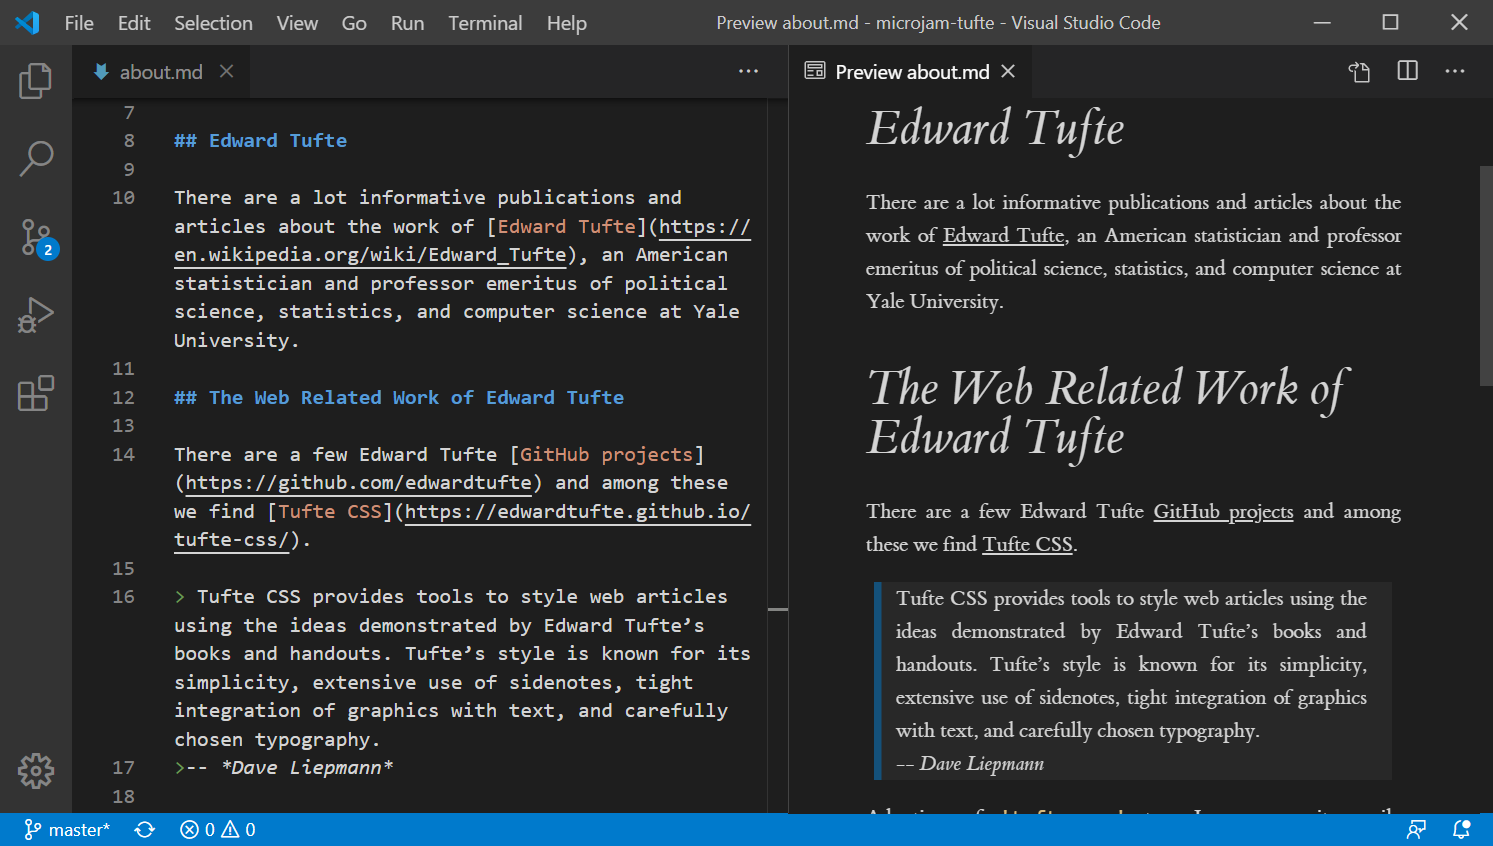 File Edit Selection View Go Run Terminal Help Preview about.md - microjam-tufte - Visual Studio Code
about.md
Preview about.md
7
8 ## Edward Tufte
9
10 There are a lot informative publications and
articles about the work of [Edward Tufte](https://
en.wikipedia.org/wiki/Edward_Tufte), an American
statistician and professor emeritus of political
science, statistics, and computer science at Yale
University.
11
12 ## The Web Related Work of Edward Tufte
13
14 There are a few Edward Tufte [GitHub projects]
(https://github.com/edwardtufte) and among these
we find [Tufte CSS](https://edwardtufte.github.io/
tufte-css/).
15
16 > Tufte CSS provides tools to style web articles
using the ideas demonstrated by Edward Tufte’s
books and handouts. Tufte’s style is known for its
simplicity, extensive use of sidenotes, tight
integration of graphics with text, and carefully
chosen typography.
17 >-- *Dave Liepmann*
18
Edward Tufte
There are a lot informative publications and articles about the
work of Edward Tufte, an American statistician and professor
emeritus of political science, statistics, and computer science at
Yale University.
The Web Related Work of
Edward Tufte
There are a few Edward Tufte GitHub projects and among
these we find Tufte CSS.
Tufte CSS provides tools to style web articles using the
ideas demonstrated by Edward Tufte’s books and
handouts. Tufte’s style is known for its simplicity,
extensive use of sidenotes, tight integration of graphics
with text, and carefully chosen typography.
-- Dave Liepmann
2
master* 0 0